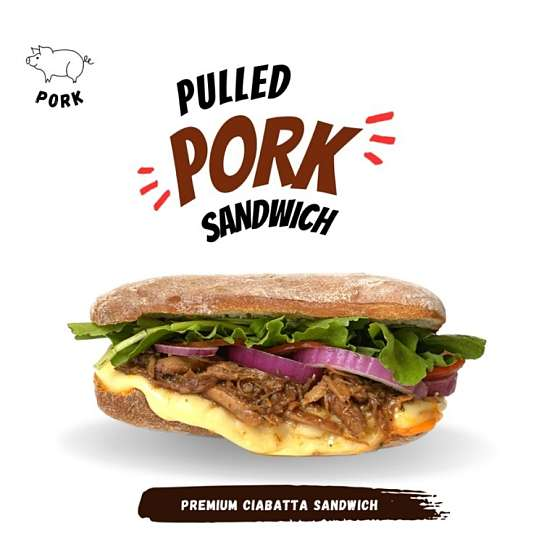 PORK
PULLED
PORK
SANDWICH
PREMIUM CIABATTA SANDWICH